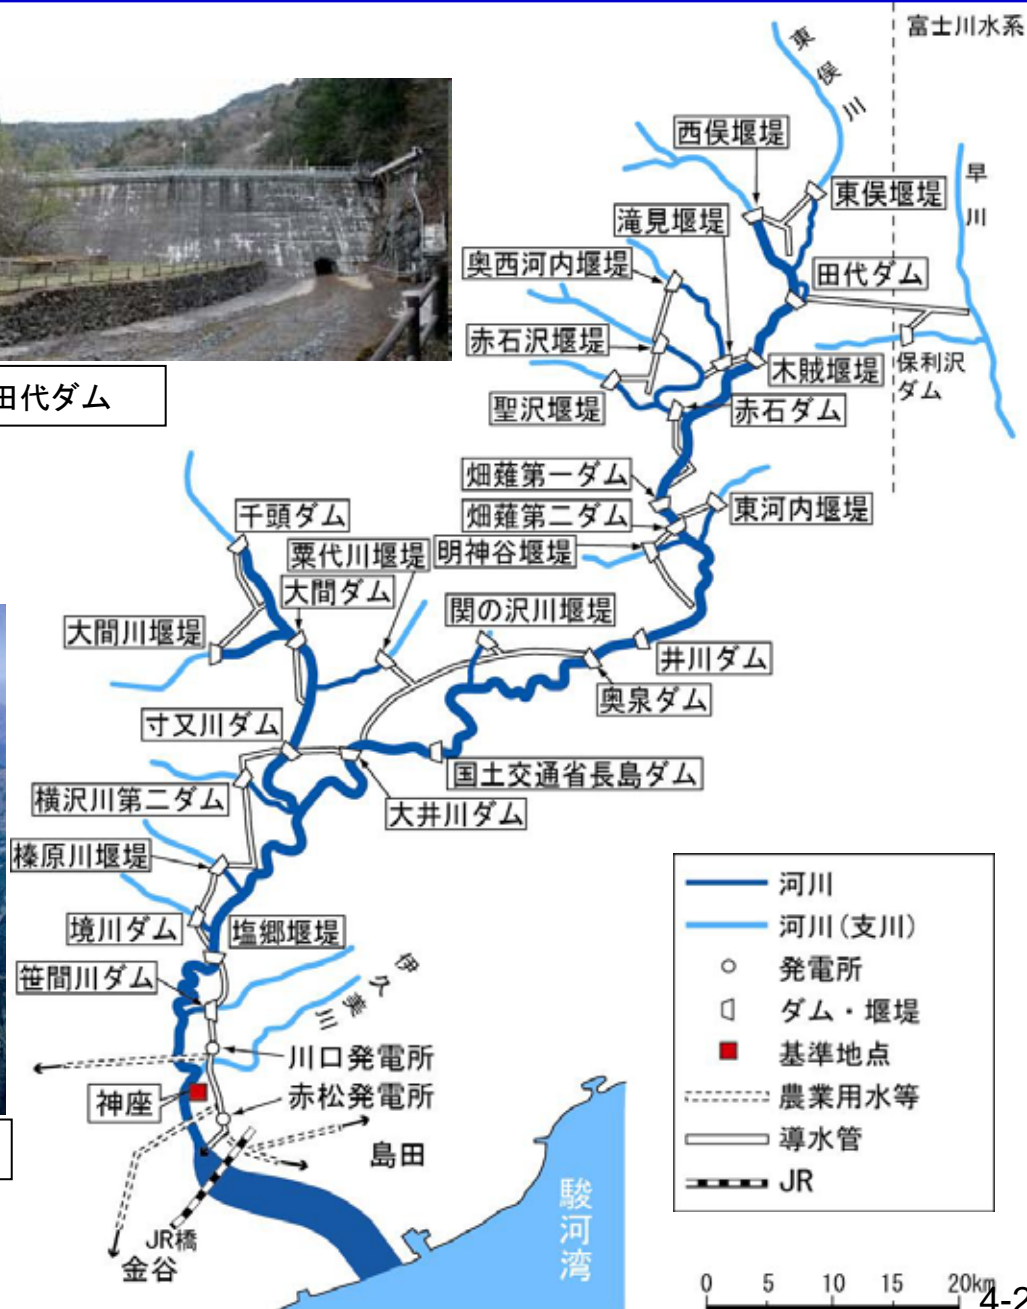 富士川水系
東俣川
西俣堰堤
東俣堰堤
早川
滝見堰堤
奥西河内堰堤
田代ダム
赤石沢堰堤
木賊堰堤
保利沢
ダム
田代ダム
聖沢堰堤
赤石ダム
畑薙第一ダム
千頭ダム
畑薙第二ダム
東河内堰堤
粟代川堰堤
明神谷堰堤
大間ダム
関の沢川堰堤
大間川堰堤
井川ダム
奥泉ダム
寸又川ダム
国土交通省長島ダム
横沢川第二ダム
大井川ダム
榛原川堰堤
境川ダム
塩郷堰堤
笹間川ダム
伊久美川
川口発電所
神座
赤松発電所
島田
JR橋
金谷
駿河湾
河川
河川(支川)
発電所
ダム・堰堤
基準地点
農業用水等
導水管
JR
0 5 10 15 20km
4-2